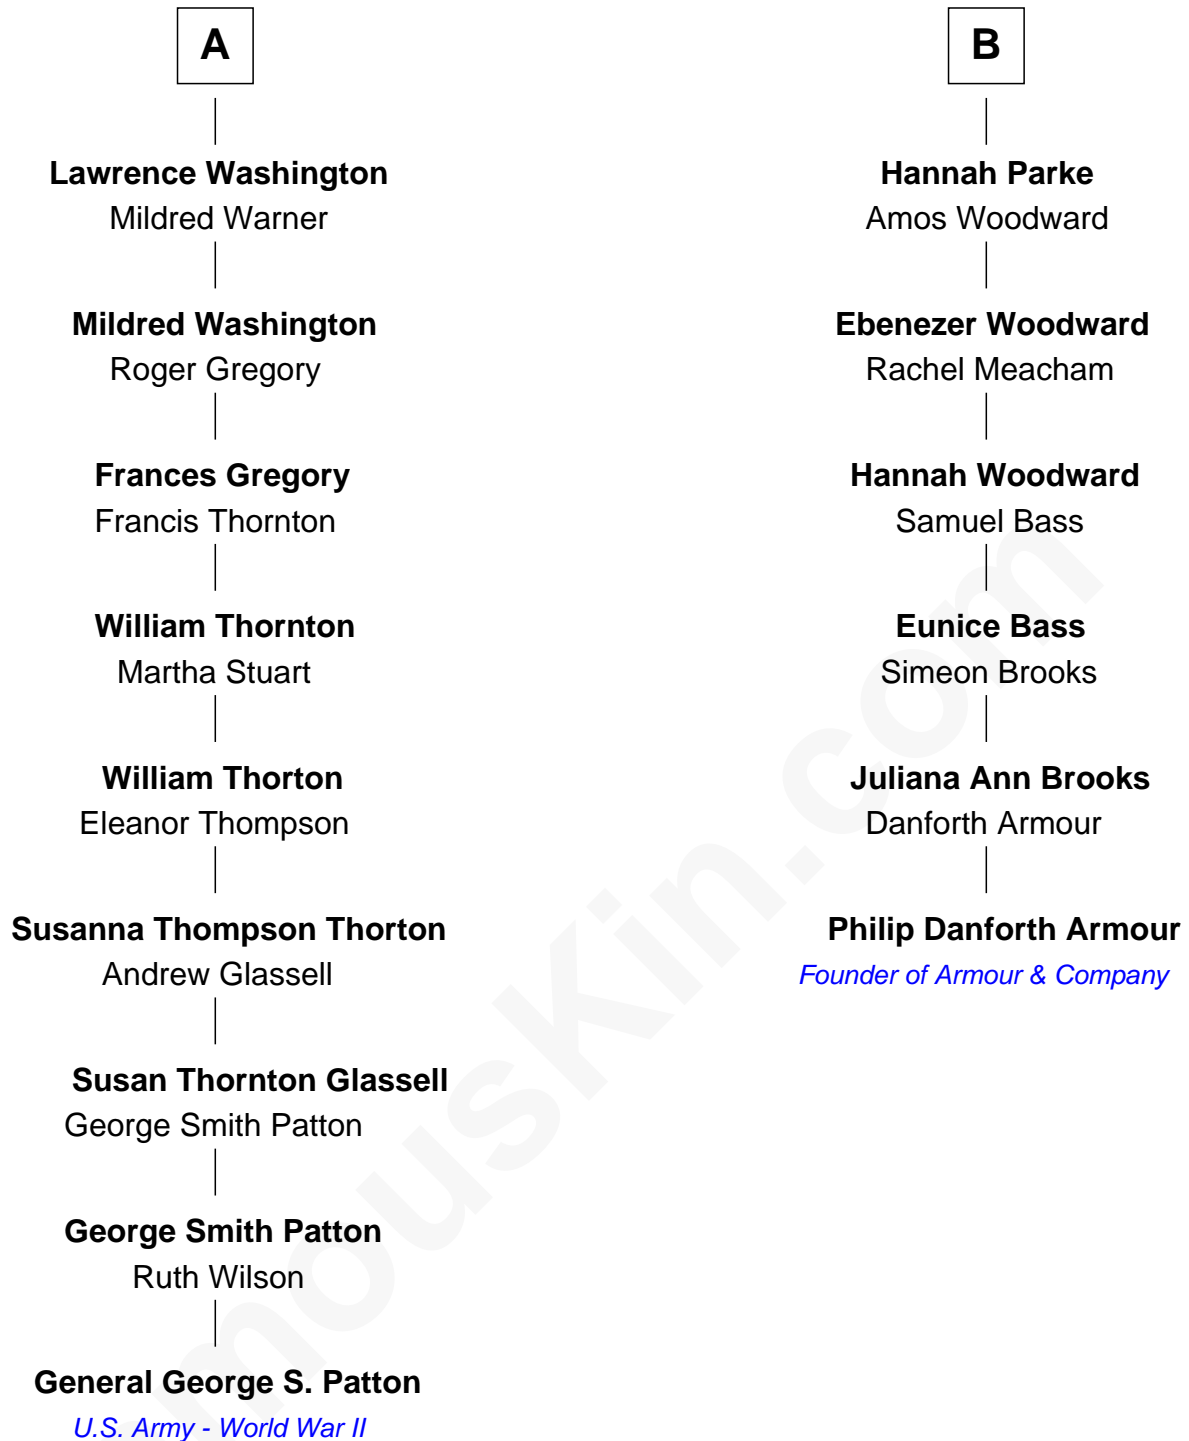 A
Lawrence Washington
Mildred Warner
Mildred Washington
Roger Gregory
Frances Gregory
Francis Thornton
William Thornton
Martha Stuart
William Thorton
Eleanor Thompson
Susanna Thompson Thorton
Andrew Glassell
Susan Thornton Glassell
George Smith Patton
George Smith Patton
Ruth Wilson
General George S. Patton
U.S. Army - World War II
B
Hannah Parke
Amos Woodward
Ebenezer Woodward
Rachel Meacham
Hannah Woodward
Samuel Bass
Eunice Bass
Simeon Brooks
Juliana Ann Brooks
Danforth Armour
Philip Danforth Armour
Founder of Armour & Company
mouskin.com